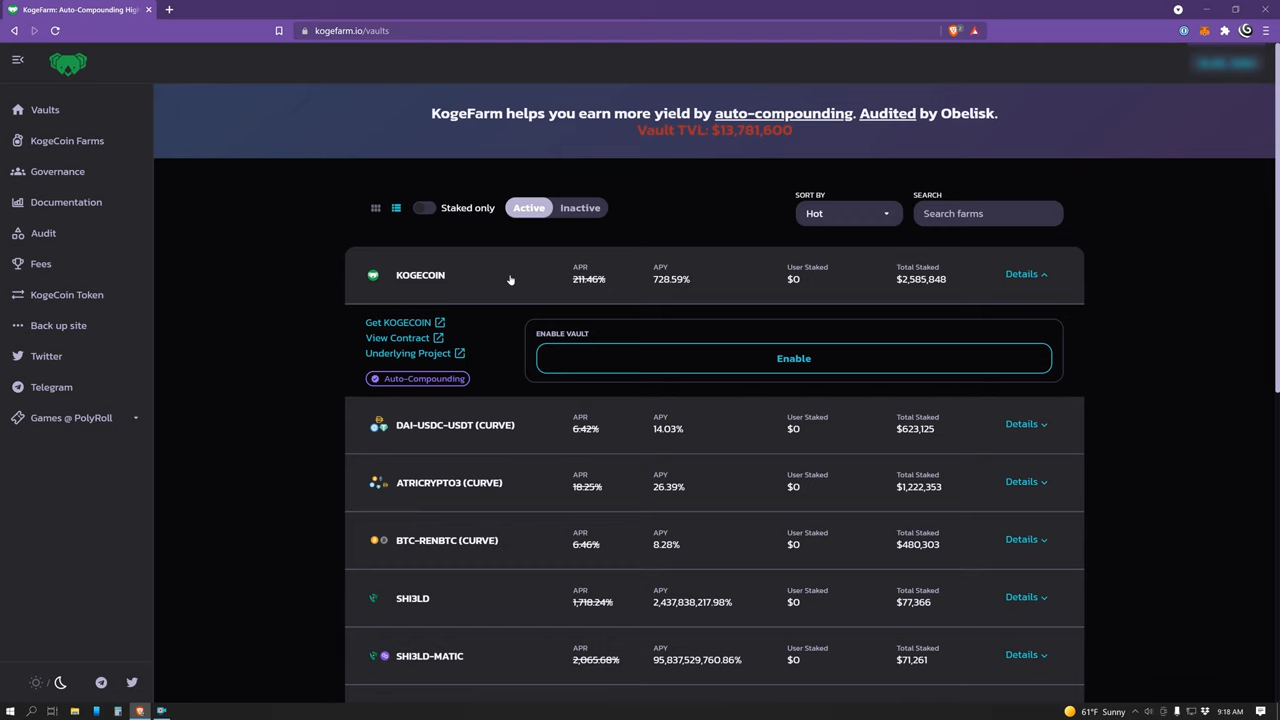 KogeFarm: Auto-Compounding Hig
kogefarm.io/vaults
Vaults
KogeCoin Farms
Governance
Documentation
Audit
Fees
KogeCoin Token
Back up site
Twitter
Telegram
Games @ PolyRoll
KogeFarm helps you earn more yield by auto-compounding. Audited by Obelisk.
Vault TVL: $13,781,600
Staked only
Active
Inactive
SORT BY
Hot
SEARCH
Search farms
KOGECOIN
APR
211.46%
APY
728.59%
User Staked
$0
Total Staked
$2,585,848
Details
Get KOGECOIN
View Contract
Underlying Project
Auto-Compounding
ENABLE VAULT
Enable
DAI-USDC-USDT (CURVE)
APR
6.42%
APY
14.03%
User Staked
$0
Total Staked
$623,125
Details
ATRICRYPTO3 (CURVE)
APR
18.25%
APY
26.39%
User Staked
$0
Total Staked
$1,222,353
Details
BTC-RENBTC (CURVE)
APR
6.46%
APY
8.28%
User Staked
$0
Total Staked
$480,303
Details
SHI3LD
APR
1,718.24%
APY
2,437,838,217.98%
User Staked
$0
Total Staked
$77,366
Details
SHI3LD-MATIC
APR
2,065.68%
APY
95,837,529,760.86%
User Staked
$0
Total Staked
$71,261
Details
/
61°F Sunny
9:18 AM